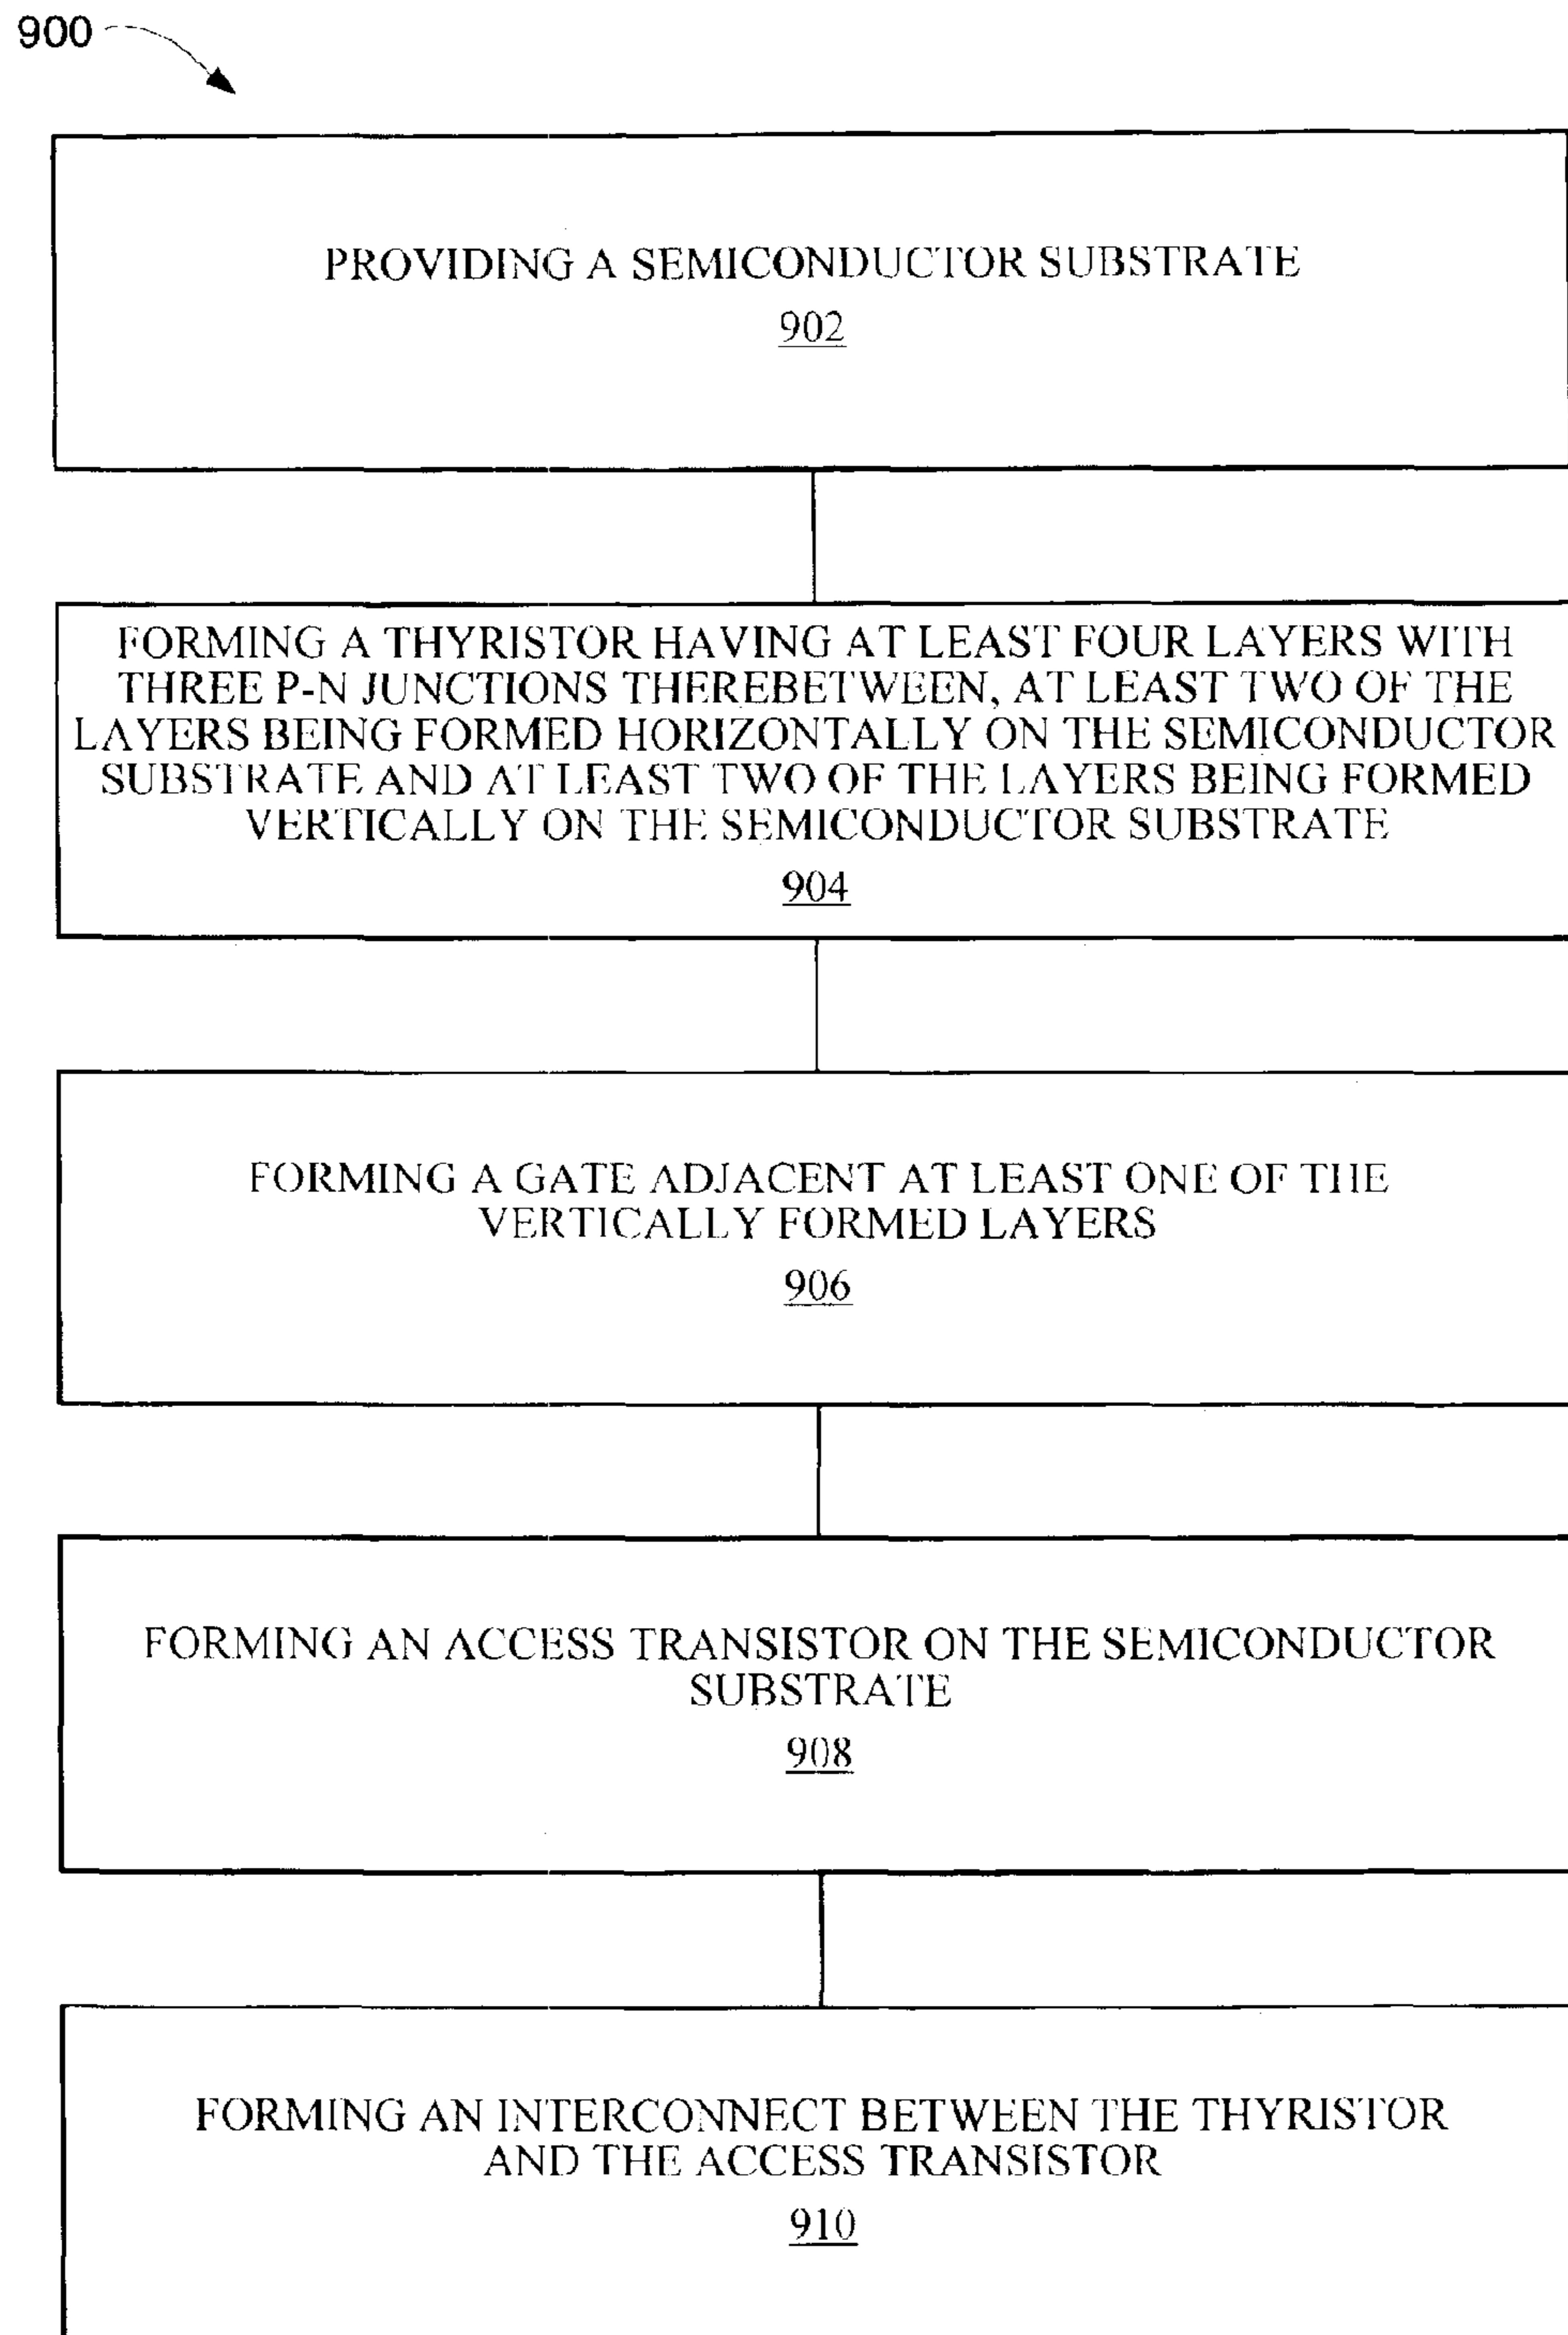 900
PROVIDING A SEMICONDUCTOR SUBSTRATE
902
FORMING A THYRISTOR HAVING AT LEAST FOUR LAYERS WITH
THREE P-N JUNCTIONS THEREBETWEEN, AT LEAST TWO OF THE
LAYERS BEING FORMED HORIZONTALLY ON THE SEMICONDUCTOR
SUBSTRATE AND AT LEAST TWO OF THE LAYERS BEING FORMED
VERTICALLY ON THE SEMICONDUCTOR SUBSTRATE
904
FORMING A GATE ADJACENT AT LEAST ONE OF THE
VERTICALLY FORMED LAYERS
906
FORMING AN ACCESS TRANSISTOR ON THE SEMICONDUCTOR
SUBSTRATE
908
FORMING AN INTERCONNECT BETWEEN THE THYRISTOR
AND THE ACCESS TRANSISTOR
910